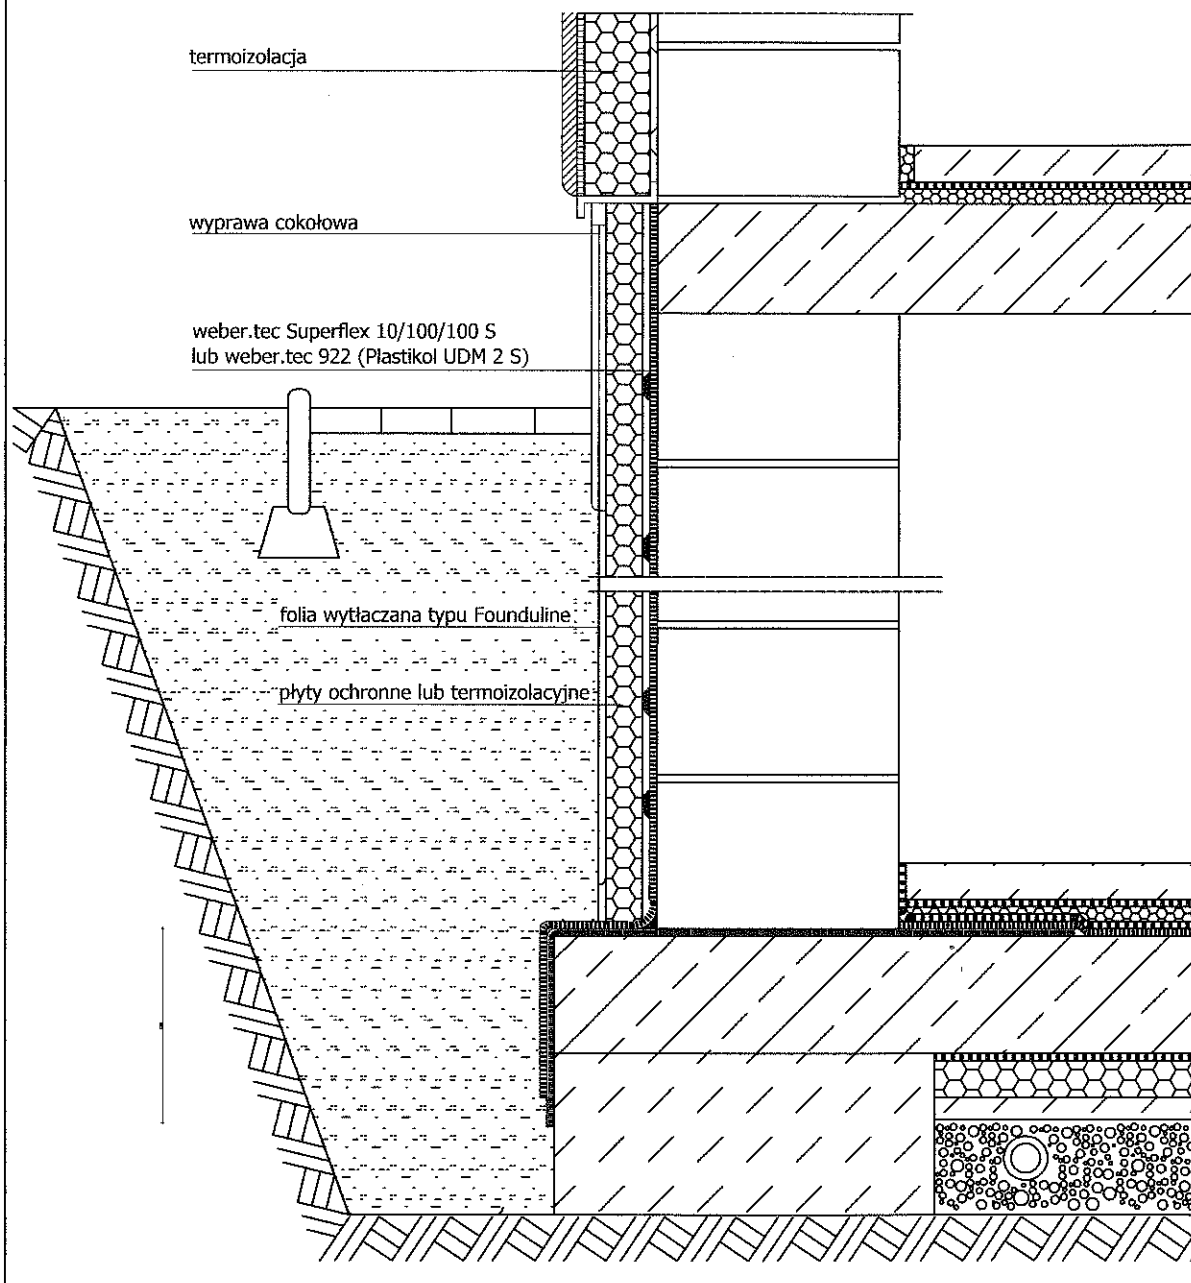 termoizolacja
wyprawa cokołowa
weber.tec Superflex 10/100/100 S
lub weber.tec 922 (Plastikol UDM 2 S)
folia wytłaczana typu Founduline
płyty ochronne lub termoizolacyjne